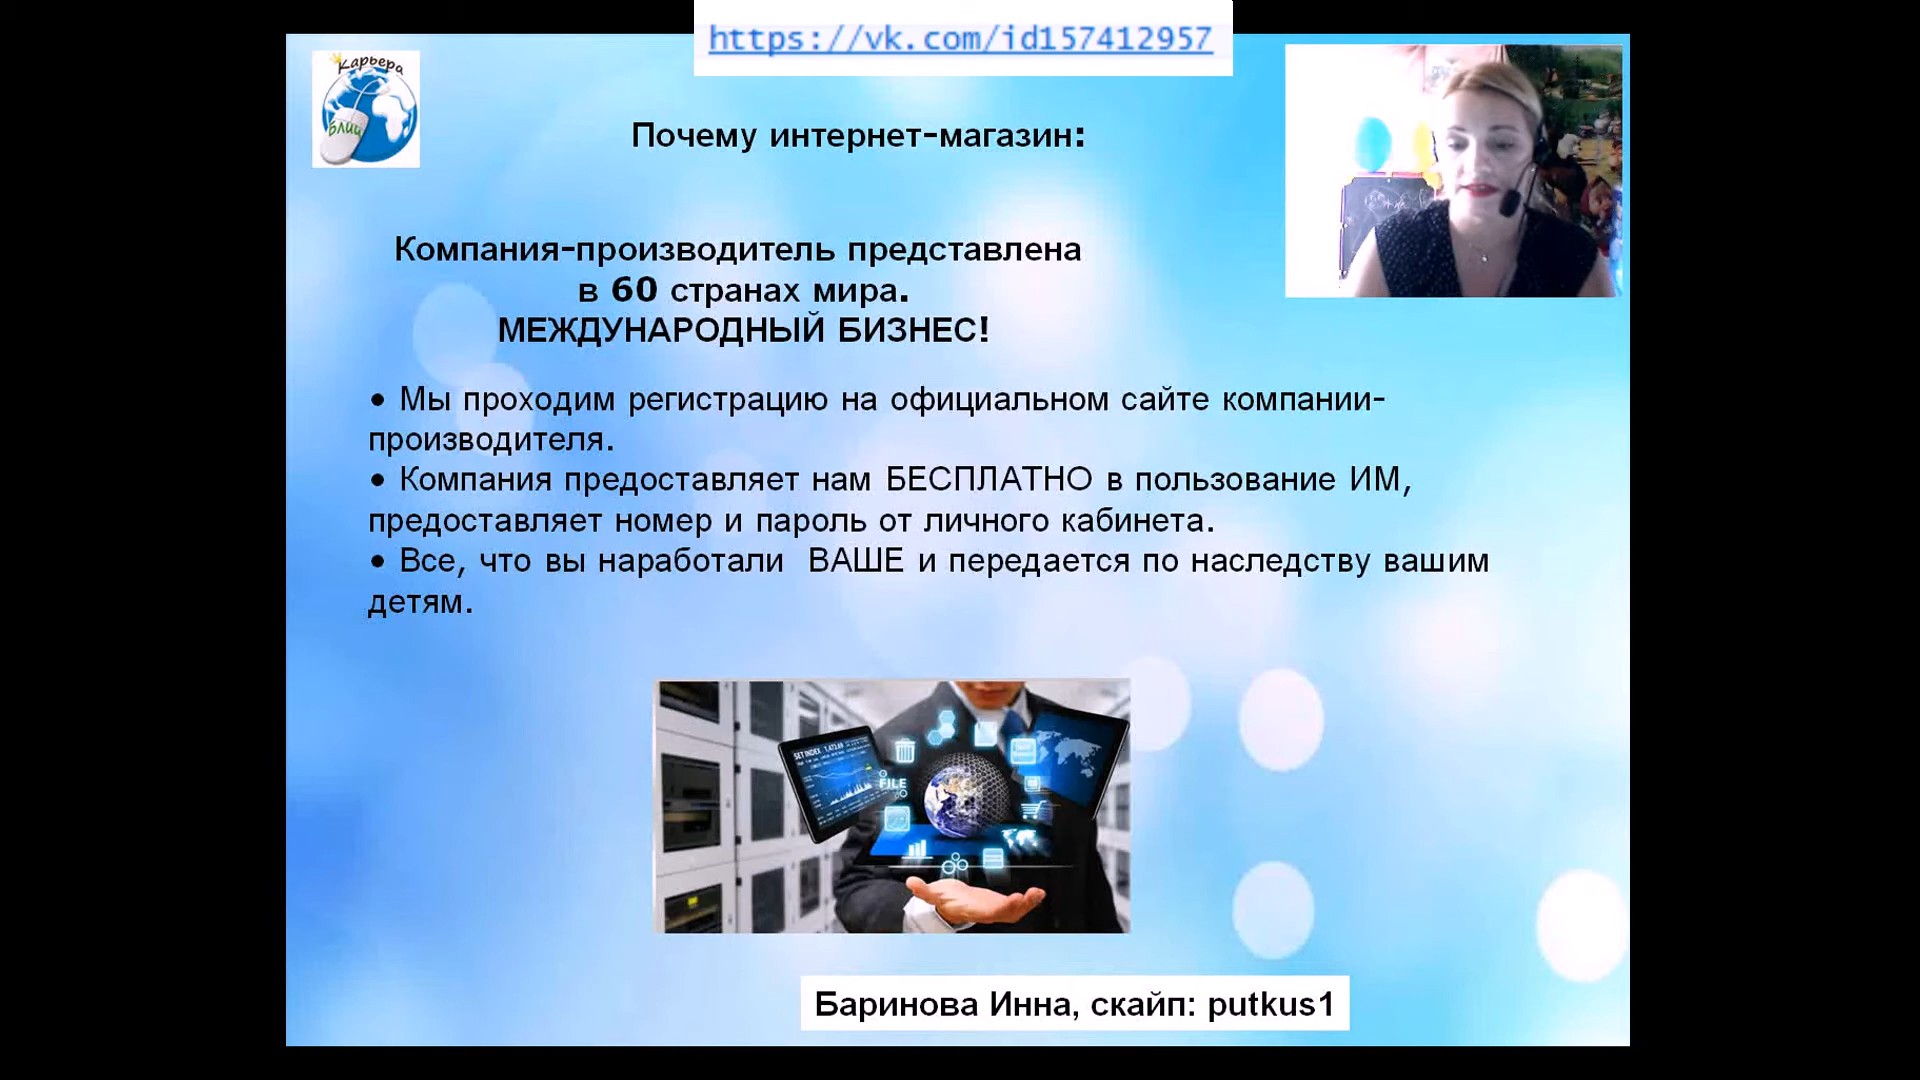 https://vk.com/id157412957
Карьера
блиц
Почему интернет-магазин:
Компания-производитель представлена
в 60 странах мира.
МЕЖДУНАРОДНЫЙ БИЗНЕС!
• Мы проходим регистрацию на официальном сайте компании-
производителя.
• Компания предоставляет нам БЕСПЛАТНО в пользование ИМ,
предоставляет номер и пароль от личного кабинета.
• Все, что вы наработали  ВАШЕ и передается по наследству вашим
детям.
FILE
Баринова Инна, скайп: putkus1